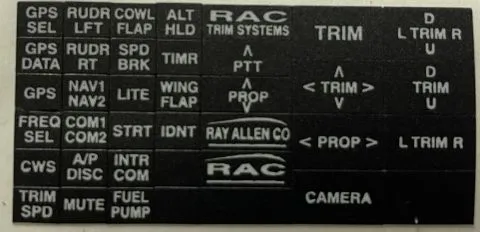 GPS SEL RUDR LFT COWL FLAP ALT HLD RAC TRIM SYSTEMS TRIM D L TRIM R U
GPS DATA RUDR RT SPD BRK TIMR ʌ PTT ʌ < TRIM > V D TRIM U
GPS NAV1 NAV2 LITE WING FLAP ʌ PROP V
FREQ SEL COM1 COM2 STRT IDNT RAY ALLEN CO < PROP > L TRIM R
CWS A/P DISC INTR COM RAC
TRIM SPD MUTE FUEL PUMP CAMERA